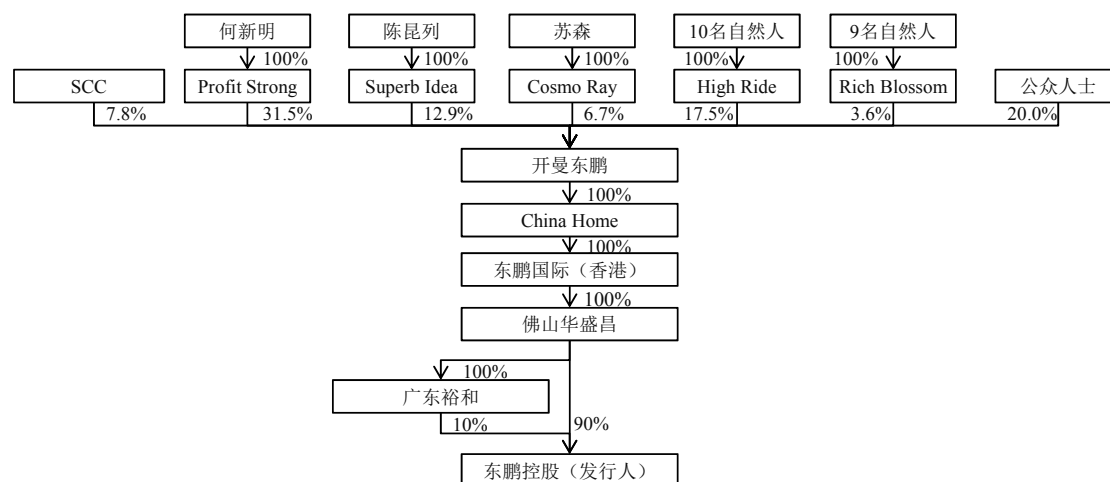 何新明 陈昆列 苏森 10名自然人 9名自然人
100% 100% 100% 100% 100%
SCC Profit Strong Superb Idea Cosmo Ray High Ride Rich Blossom 公众人士
7.8% 31.5% 12.9% 6.7% 17.5% 3.6% 20.0%
开曼东鹏
100%
China Home
100%
东鹏国际（香港）
100%
佛山华盛昌
100%
广东裕和
10% 90%
东鹏控股（发行人）